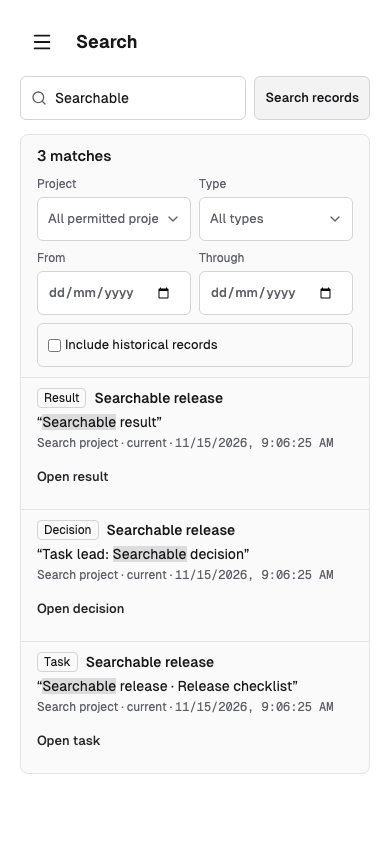 Search
Searchable
Search records
3 matches
Project
Type
All permitted proje
All types
From
Through
dd/mm/yyyy
dd/mm/yyyy
Include historical records
Result Searchable release
“Searchable result”
Search project · current · 11/15/2026, 9:06:25 AM
Open result
Decision Searchable release
“Task lead: Searchable decision”
Search project · current · 11/15/2026, 9:06:25 AM
Open decision
Task Searchable release
“Searchable release · Release checklist”
Search project · current · 11/15/2026, 9:06:25 AM
Open task